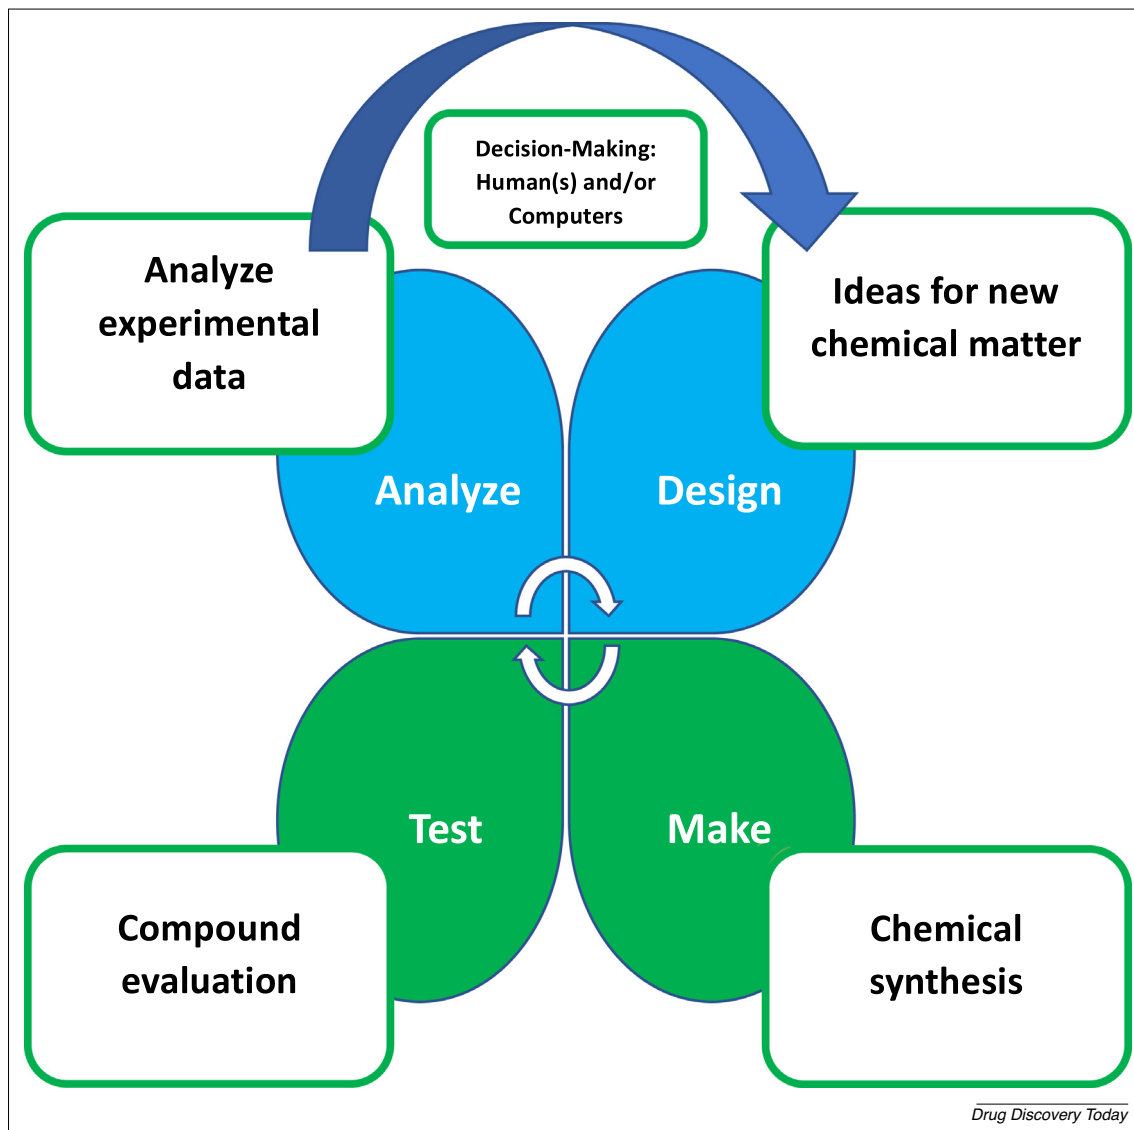 Decision-Making:
Human(s) and/or
Computers
Analyze
experimental
data
Ideas for new
chemical matter
Analyze
Design
Test
Make
Compound
evaluation
Chemical
synthesis
Drug Discovery Today